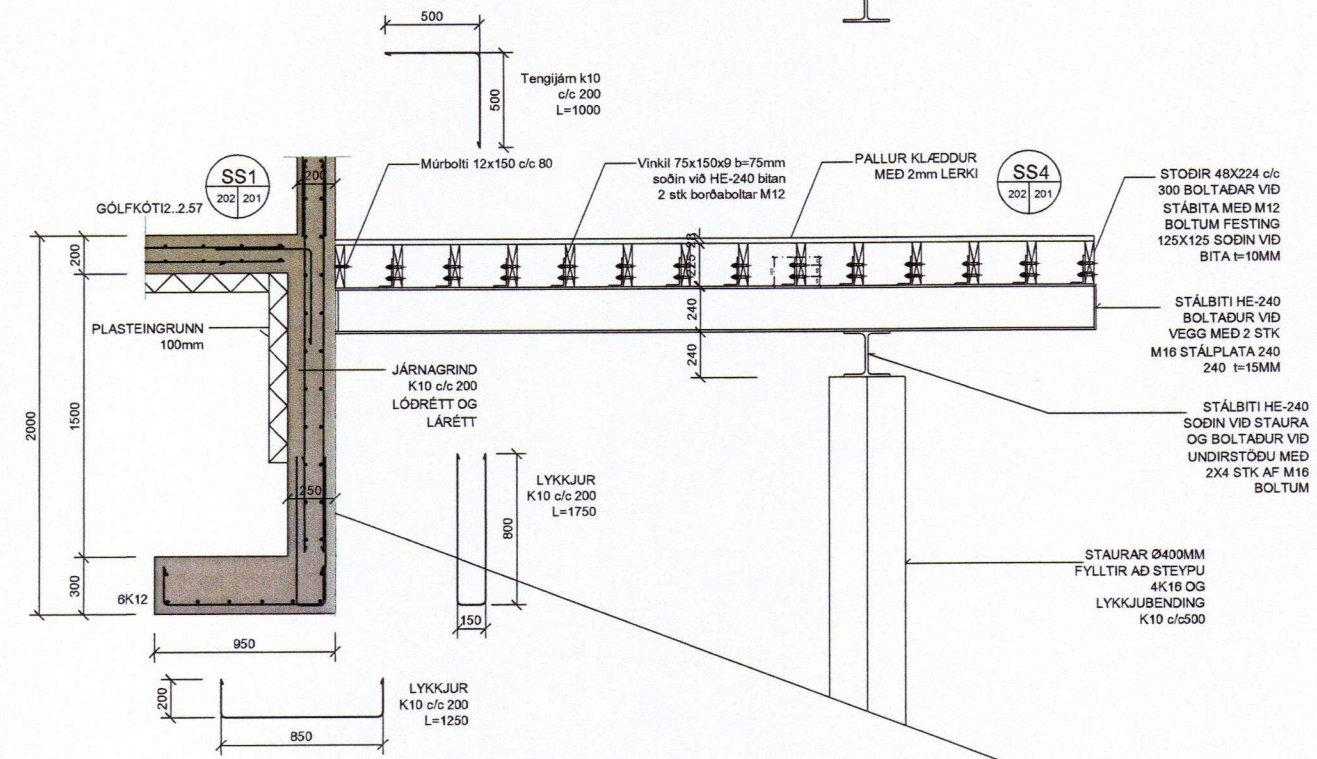 500
Tengijárn k10
c/c 200
L=1000
500
Múrbolti 12x150 c/c 80
Vinkil 75x150x9 b=75mm
soðin við HE-240 bitan
2 stk borðaboltar M12
PALLUR KLÆDDUR
MEÐ 2mm LERKI
SS1
202 201
200
SS4
202 201
STOÐIR 48X224 c/c
300 BOLTAÐAR VIÐ
STÁBITA MEÐ M12
BOLTUM FESTING
125X125 SOÐIN VIÐ
BITA t=10MM
GÓLFKÓTI2..2.57
200
225 28
240
240
STÁLBITI HE-240
BOLTAÐUR VIÐ
VEGG MEÐ 2 STK
M16 STÁLPLATA 240
240 t=15MM
PLASTEINGRUNN
100mm
JÁRNAGRIND
K10 c/c 200
LÓÐRÉTT OG
LÁRÉTT
2000
1500
STÁLBITI HE-240
SOÐIN VIÐ STAURA
OG BOLTAÐUR VIÐ
UNDIRSTÖÐU MEÐ
2X4 STK AF M16
BOLTUM
250
LYKKJUR
K10 c/c 200
L=1750
800
150
300
6K12
950
STAURAR Ø400MM
FYLLTIR AÐ STEYPU
4K16 OG
LYKKJUBENDING
K10 c/c500
200
LYKKJUR
K10 c/c 200
L=1250
850